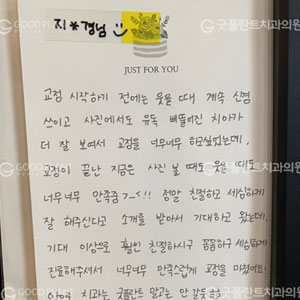 굿플란트치과의원
지*경님
JUST FOR YOU
교정 시작하기 전에는 웃을 때 계속 신경
쓰이고 사진에서도 유독 삐뚤어진 치아가
더 잘 보여서 교정을 너무너무 하고싶었는데,
교정이 끝난 지금은 사진 볼 때도 웃을 때도
너무너무 만족중 >-<!! 정말 친절하고 세심하게
잘 해주신다고 소개를 받아서 기대하고 왔는데,
기대 이상으로 훨씬 친절하시구 꼼꼼하구 세심하게
진료해주셔서 너무너무 만족스럽게 교정을 마쳤어요!
치과는 굿플란트